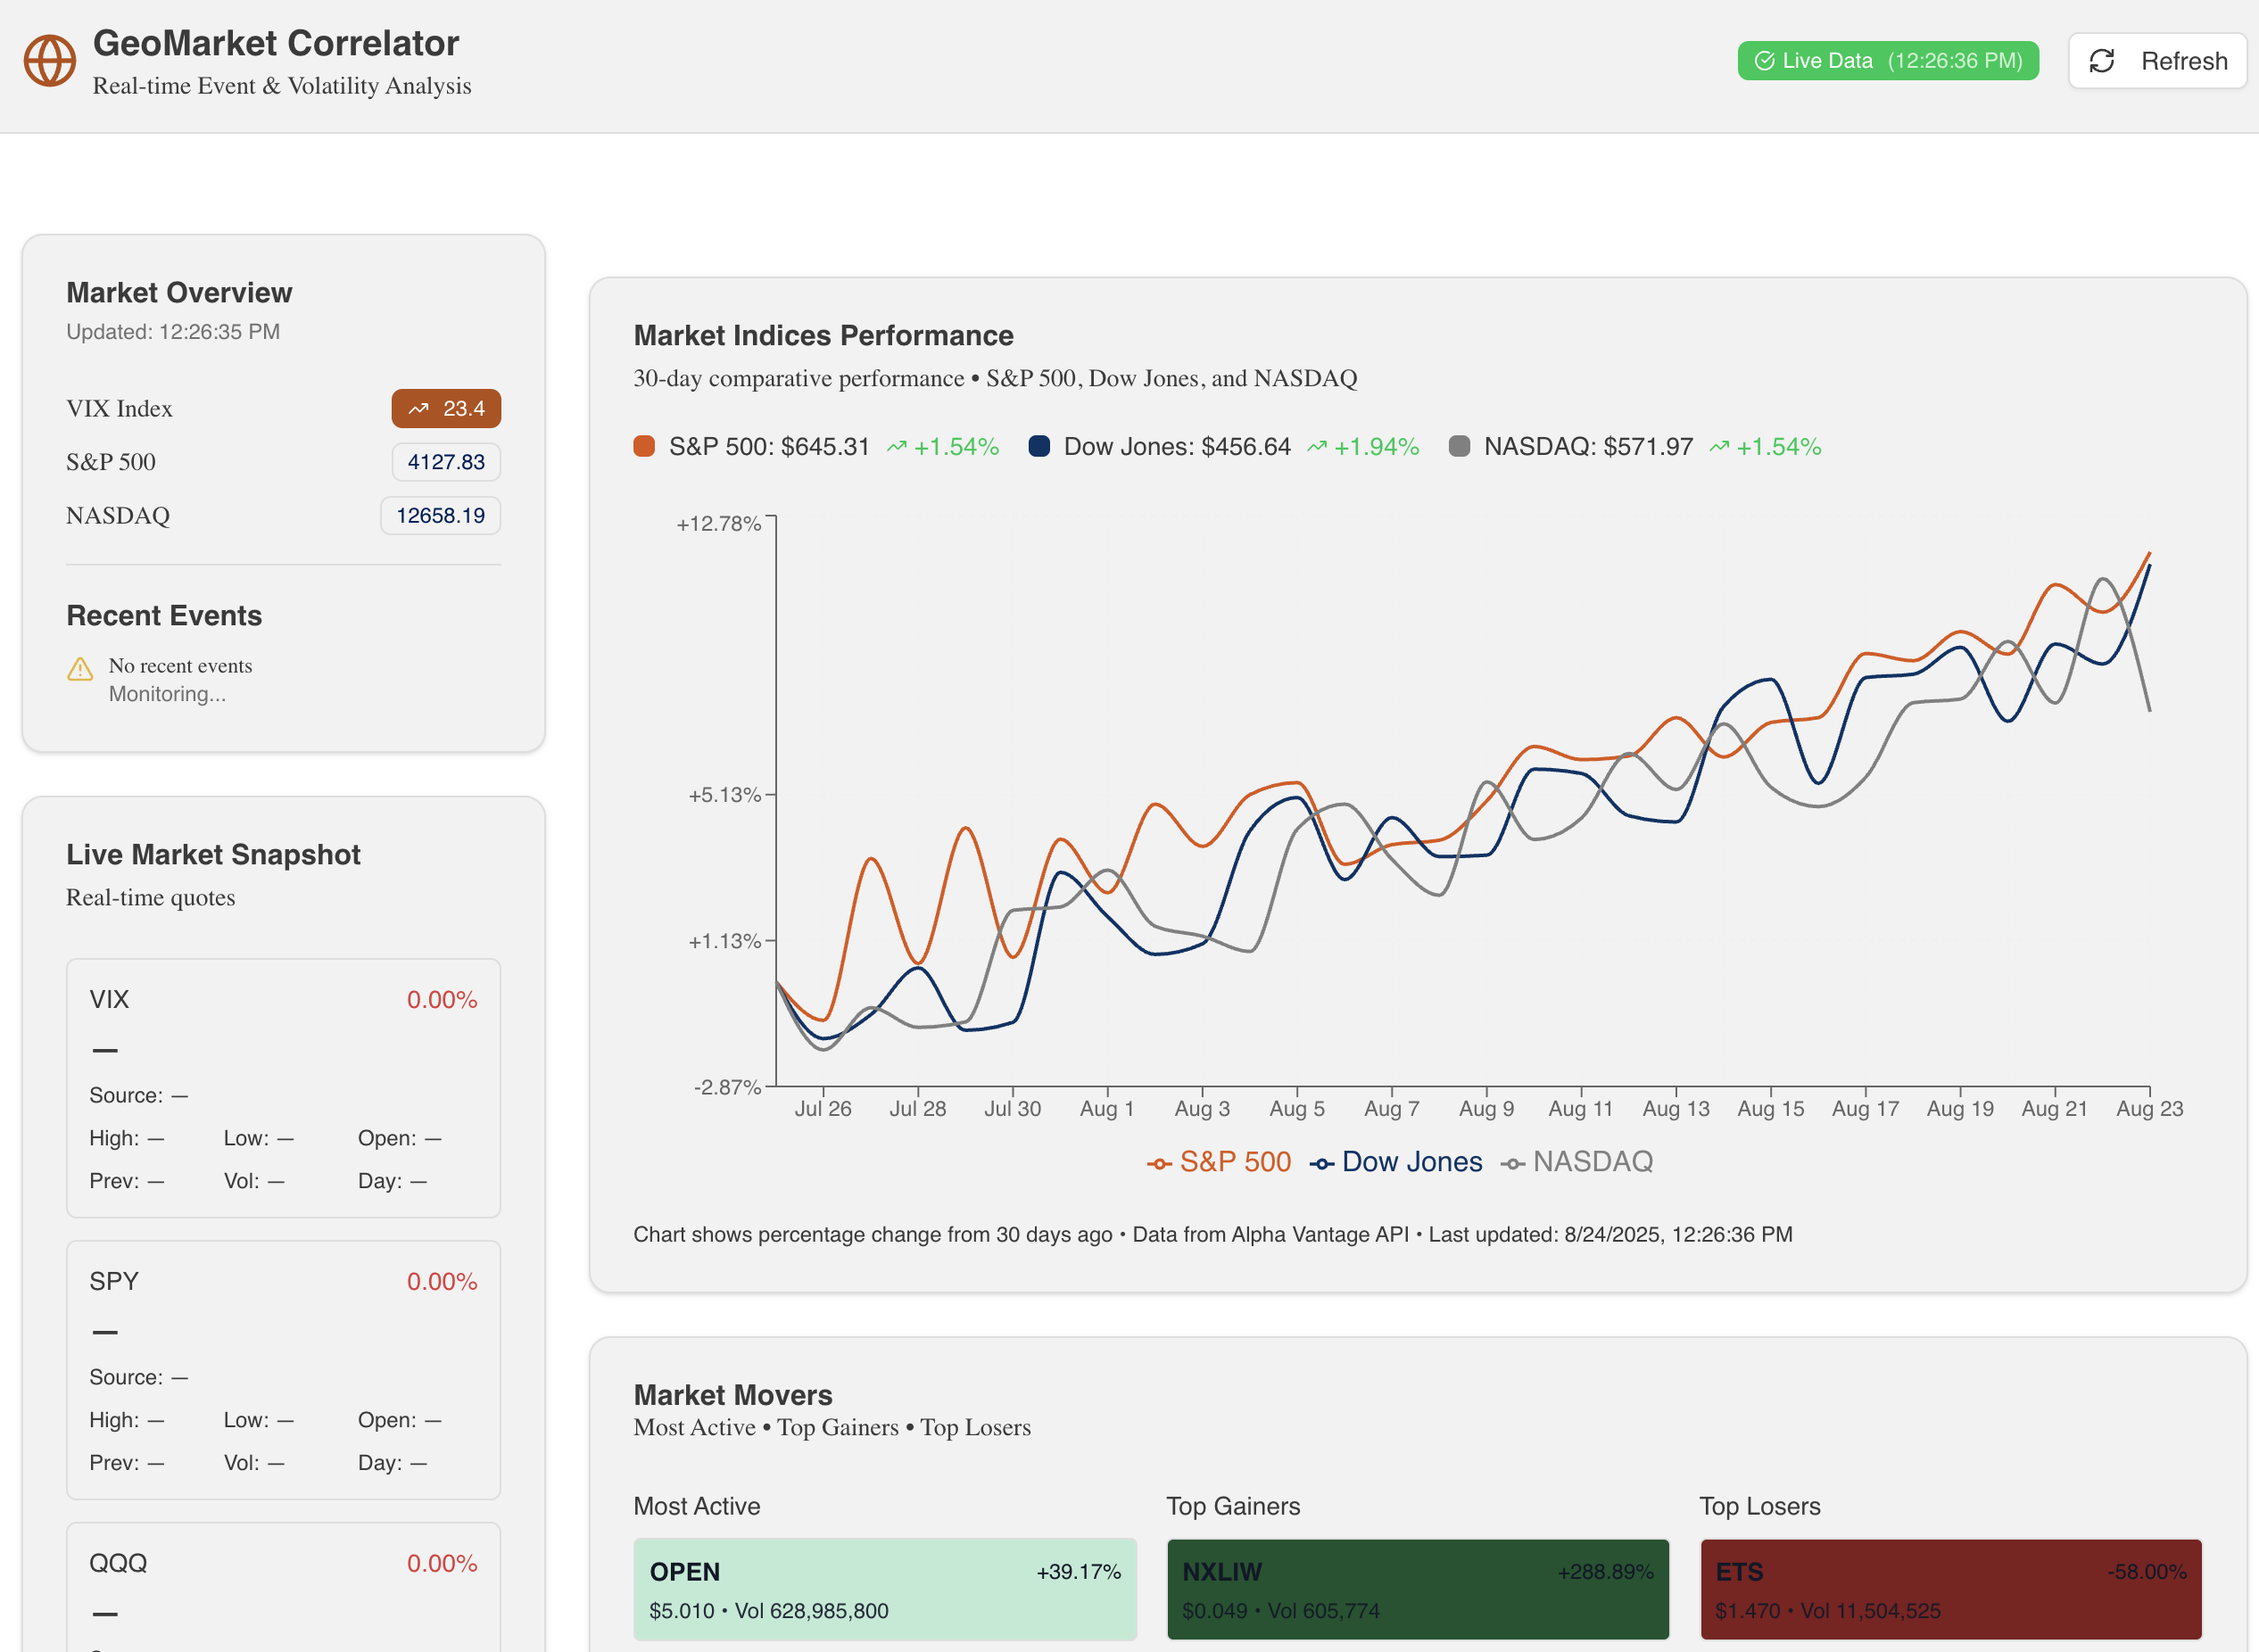 GeoMarket Correlator
Real-time Event & Volatility Analysis
Live Data (12:26:36 PM)
Refresh
Market Overview
Updated: 12:26:35 PM
VIX Index 23.4
S&P 500 4127.83
NASDAQ 12658.19
Recent Events
No recent events
Monitoring...
Live Market Snapshot
Real-time quotes
VIX 0.00%
—
Source: —
High: — Low: — Open: —
Prev: — Vol: — Day: —
SPY 0.00%
—
Source: —
High: — Low: — Open: —
Prev: — Vol: — Day: —
QQQ 0.00%
—
Market Indices Performance
30-day comparative performance • S&P 500, Dow Jones, and NASDAQ
S&P 500: $645.31 +1.54% Dow Jones: $456.64 +1.94% NASDAQ: $571.97 +1.54%
+12.78%
+5.13%
+1.13%
-2.87%
Jul 26 Jul 28 Jul 30 Aug 1 Aug 3 Aug 5 Aug 7 Aug 9 Aug 11 Aug 13 Aug 15 Aug 17 Aug 19 Aug 21 Aug 23
S&P 500 Dow Jones NASDAQ
Chart shows percentage change from 30 days ago • Data from Alpha Vantage API • Last updated: 8/24/2025, 12:26:36 PM
Market Movers
Most Active • Top Gainers • Top Losers
Most Active
OPEN +39.17%
$5.010 • Vol 628,985,800
Top Gainers
NXLIW +288.89%
$0.049 • Vol 605,774
Top Losers
ETS -58.00%
$1.470 • Vol 11,504,525